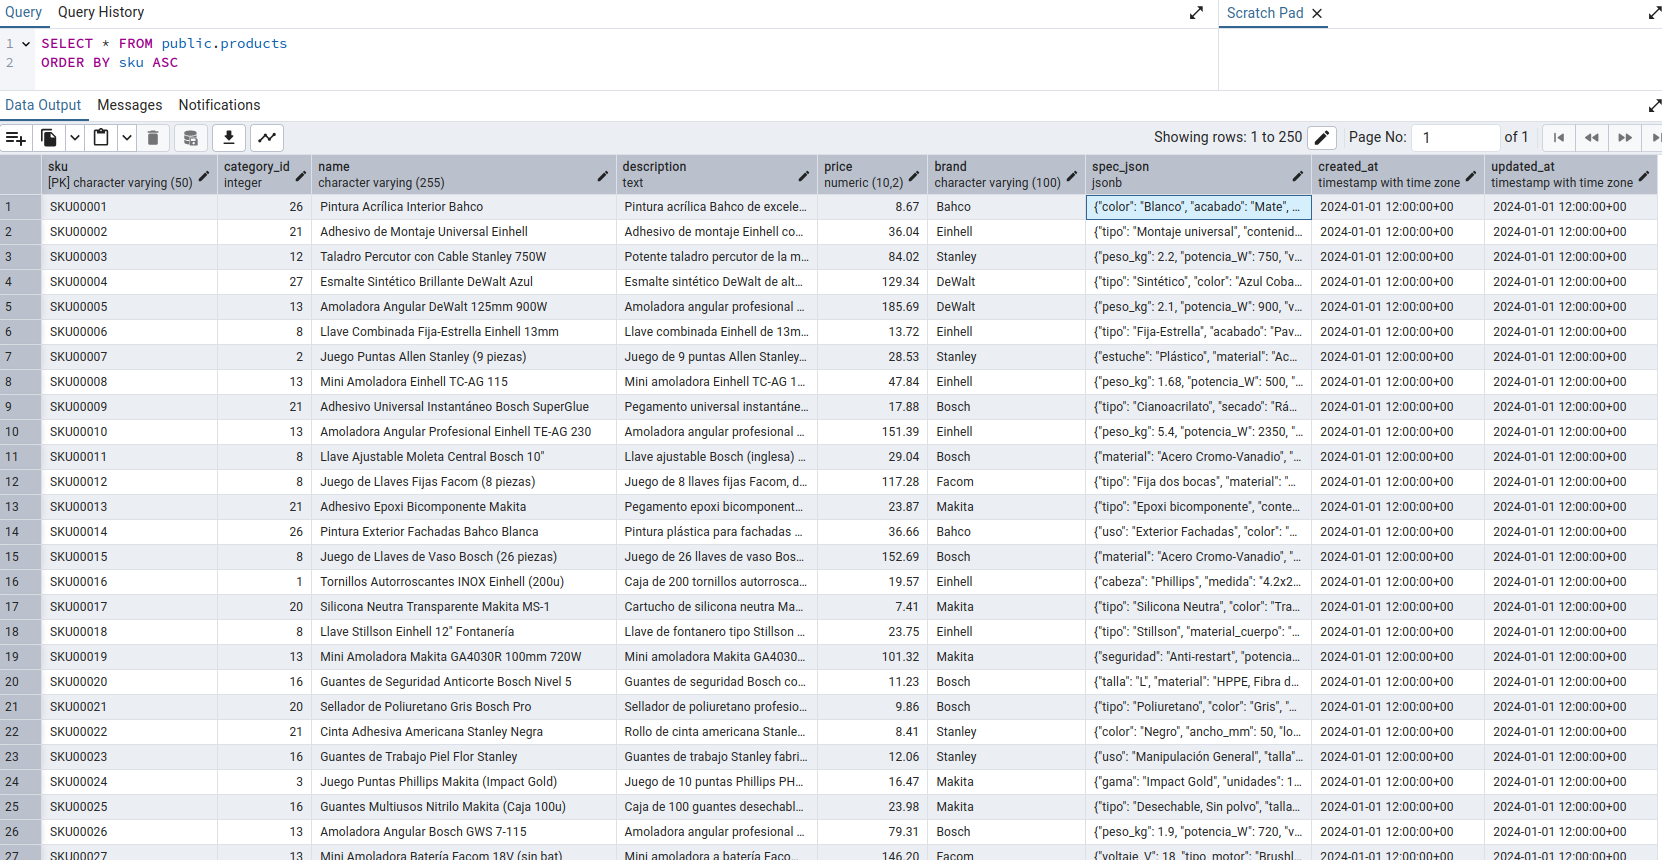 Query Query History Scratch Pad
1 SELECT * FROM public.products
2 ORDER BY sku ASC
Data Output Messages Notifications
Showing rows: 1 to 250 Page No: 1 of 1
sku category_id name description price brand spec_json created_at updated_at
[PK] character varying (50) integer character varying (255) text numeric (10,2) character varying (100) jsonb timestamp with time zone timestamp with time zone
1 SKU00001 26 Pintura Acrílica Interior Bahco Pintura acrílica Bahco de excele... 8.67 Bahco {"color": "Blanco", "acabado": "Mate", ... 2024-01-01 12:00:00+00 2024-01-01 12:00:00+00
2 SKU00002 21 Adhesivo de Montaje Universal Einhell Adhesivo de montaje Einhell co... 36.04 Einhell {"tipo": "Montaje universal", "contenid... 2024-01-01 12:00:00+00 2024-01-01 12:00:00+00
3 SKU00003 12 Taladro Percutor con Cable Stanley 750W Potente taladro percutor de la m... 84.02 Stanley {"peso_kg": 2.2, "potencia_W": 750, "v... 2024-01-01 12:00:00+00 2024-01-01 12:00:00+00
4 SKU00004 27 Esmalte Sintético Brillante DeWalt Azul Esmalte sintético DeWalt de alt... 129.34 DeWalt {"tipo": "Sintético", "color": "Azul Coba... 2024-01-01 12:00:00+00 2024-01-01 12:00:00+00
5 SKU00005 13 Amoladora Angular DeWalt 125mm 900W Amoladora angular profesional ... 185.69 DeWalt {"peso_kg": 2.1, "potencia_W": 900, "v... 2024-01-01 12:00:00+00 2024-01-01 12:00:00+00
6 SKU00006 8 Llave Combinada Fija-Estrella Einhell 13mm Llave combinada Einhell de 13m... 13.72 Einhell {"tipo": "Fija-Estrella", "acabado": "Pav... 2024-01-01 12:00:00+00 2024-01-01 12:00:00+00
7 SKU00007 2 Juego Puntas Allen Stanley (9 piezas) Juego de 9 puntas Allen Stanley... 28.53 Stanley {"estuche": "Plástico", "material": "Ac... 2024-01-01 12:00:00+00 2024-01-01 12:00:00+00
8 SKU00008 13 Mini Amoladora Einhell TC-AG 115 Mini amoladora Einhell TC-AG 1... 47.84 Einhell {"peso_kg": 1.68, "potencia_W": 500, "... 2024-01-01 12:00:00+00 2024-01-01 12:00:00+00
9 SKU00009 21 Adhesivo Universal Instantáneo Bosch SuperGlue Pegamento universal instantáne... 17.88 Bosch {"tipo": "Cianoacrilato", "secado": "Rá... 2024-01-01 12:00:00+00 2024-01-01 12:00:00+00
10 SKU00010 13 Amoladora Angular Profesional Einhell TE-AG 230 Amoladora angular profesional ... 151.39 Einhell {"peso_kg": 5.4, "potencia_W": 2350, "... 2024-01-01 12:00:00+00 2024-01-01 12:00:00+00
11 SKU00011 8 Llave Ajustable Moleta Central Bosch 10" Llave ajustable Bosch (inglesa) ... 29.04 Bosch {"material": "Acero Cromo-Vanadio", "... 2024-01-01 12:00:00+00 2024-01-01 12:00:00+00
12 SKU00012 8 Juego de Llaves Fijas Facom (8 piezas) Juego de 8 llaves fijas Facom, d... 117.28 Facom {"tipo": "Fija dos bocas", "material": "... 2024-01-01 12:00:00+00 2024-01-01 12:00:00+00
13 SKU00013 21 Adhesivo Epoxi Bicomponente Makita Pegamento epoxi bicomponent... 23.87 Makita {"tipo": "Epoxi bicomponente", "conte... 2024-01-01 12:00:00+00 2024-01-01 12:00:00+00
14 SKU00014 26 Pintura Exterior Fachadas Bahco Blanca Pintura plástica para fachadas ... 36.66 Bahco {"uso": "Exterior Fachadas", "color": "... 2024-01-01 12:00:00+00 2024-01-01 12:00:00+00
15 SKU00015 8 Juego de Llaves de Vaso Bosch (26 piezas) Juego de 26 llaves de vaso Bos... 152.69 Bosch {"material": "Acero Cromo-Vanadio", "... 2024-01-01 12:00:00+00 2024-01-01 12:00:00+00
16 SKU00016 1 Tornillos Autorroscantes INOX Einhell (200u) Caja de 200 tornillos autorrosca... 19.57 Einhell {"cabeza": "Phillips", "medida": "4.2x2... 2024-01-01 12:00:00+00 2024-01-01 12:00:00+00
17 SKU00017 20 Silicona Neutra Transparente Makita MS-1 Cartucho de silicona neutra Ma... 7.41 Makita {"tipo": "Silicona Neutra", "color": "Tra... 2024-01-01 12:00:00+00 2024-01-01 12:00:00+00
18 SKU00018 8 Llave Stillson Einhell 12" Fontanería Llave de fontanero tipo Stillson ... 23.75 Einhell {"tipo": "Stillson", "material_cuerpo": "... 2024-01-01 12:00:00+00 2024-01-01 12:00:00+00
19 SKU00019 13 Mini Amoladora Makita GA4030R 100mm 720W Mini amoladora Makita GA4030... 101.32 Makita {"seguridad": "Anti-restart", "potencia... 2024-01-01 12:00:00+00 2024-01-01 12:00:00+00
20 SKU00020 16 Guantes de Seguridad Anticorte Bosch Nivel 5 Guantes de seguridad Bosch co... 11.23 Bosch {"talla": "L", "material": "HPPE, Fibra d... 2024-01-01 12:00:00+00 2024-01-01 12:00:00+00
21 SKU00021 20 Sellador de Poliuretano Gris Bosch Pro Sellador de poliuretano profesio... 9.86 Bosch {"tipo": "Poliuretano", "color": "Gris", "... 2024-01-01 12:00:00+00 2024-01-01 12:00:00+00
22 SKU00022 21 Cinta Adhesiva Americana Stanley Negra Rollo de cinta americana Stanle... 8.41 Stanley {"color": "Negro", "ancho_mm": 50, "lo... 2024-01-01 12:00:00+00 2024-01-01 12:00:00+00
23 SKU00023 16 Guantes de Trabajo Piel Flor Stanley Guantes de trabajo Stanley fabri... 12.06 Stanley {"uso": "Manipulación General", "talla"... 2024-01-01 12:00:00+00 2024-01-01 12:00:00+00
24 SKU00024 3 Juego Puntas Phillips Makita (Impact Gold) Juego de 10 puntas Phillips PH... 16.47 Makita {"gama": "Impact Gold", "unidades": 1... 2024-01-01 12:00:00+00 2024-01-01 12:00:00+00
25 SKU00025 16 Guantes Multiusos Nitrilo Makita (Caja 100u) Caja de 100 guantes desechabl... 23.98 Makita {"tipo": "Desechable, Sin polvo", "talla... 2024-01-01 12:00:00+00 2024-01-01 12:00:00+00
26 SKU00026 13 Amoladora Angular Bosch GWS 7-115 Amoladora angular profesional ... 79.31 Bosch {"peso_kg": 1.9, "potencia_W": 720, "v... 2024-01-01 12:00:00+00 2024-01-01 12:00:00+00
27 SKU00027 13 Mini Amoladora Batería Facom 18V (sin bat) Mini amoladora a batería Faco... 146.20 Facom {"voltaje_V": 18, "tipo_motor": "Brushl... 2024-01-01 12:00:00+00 2024-01-01 12:00:00+00